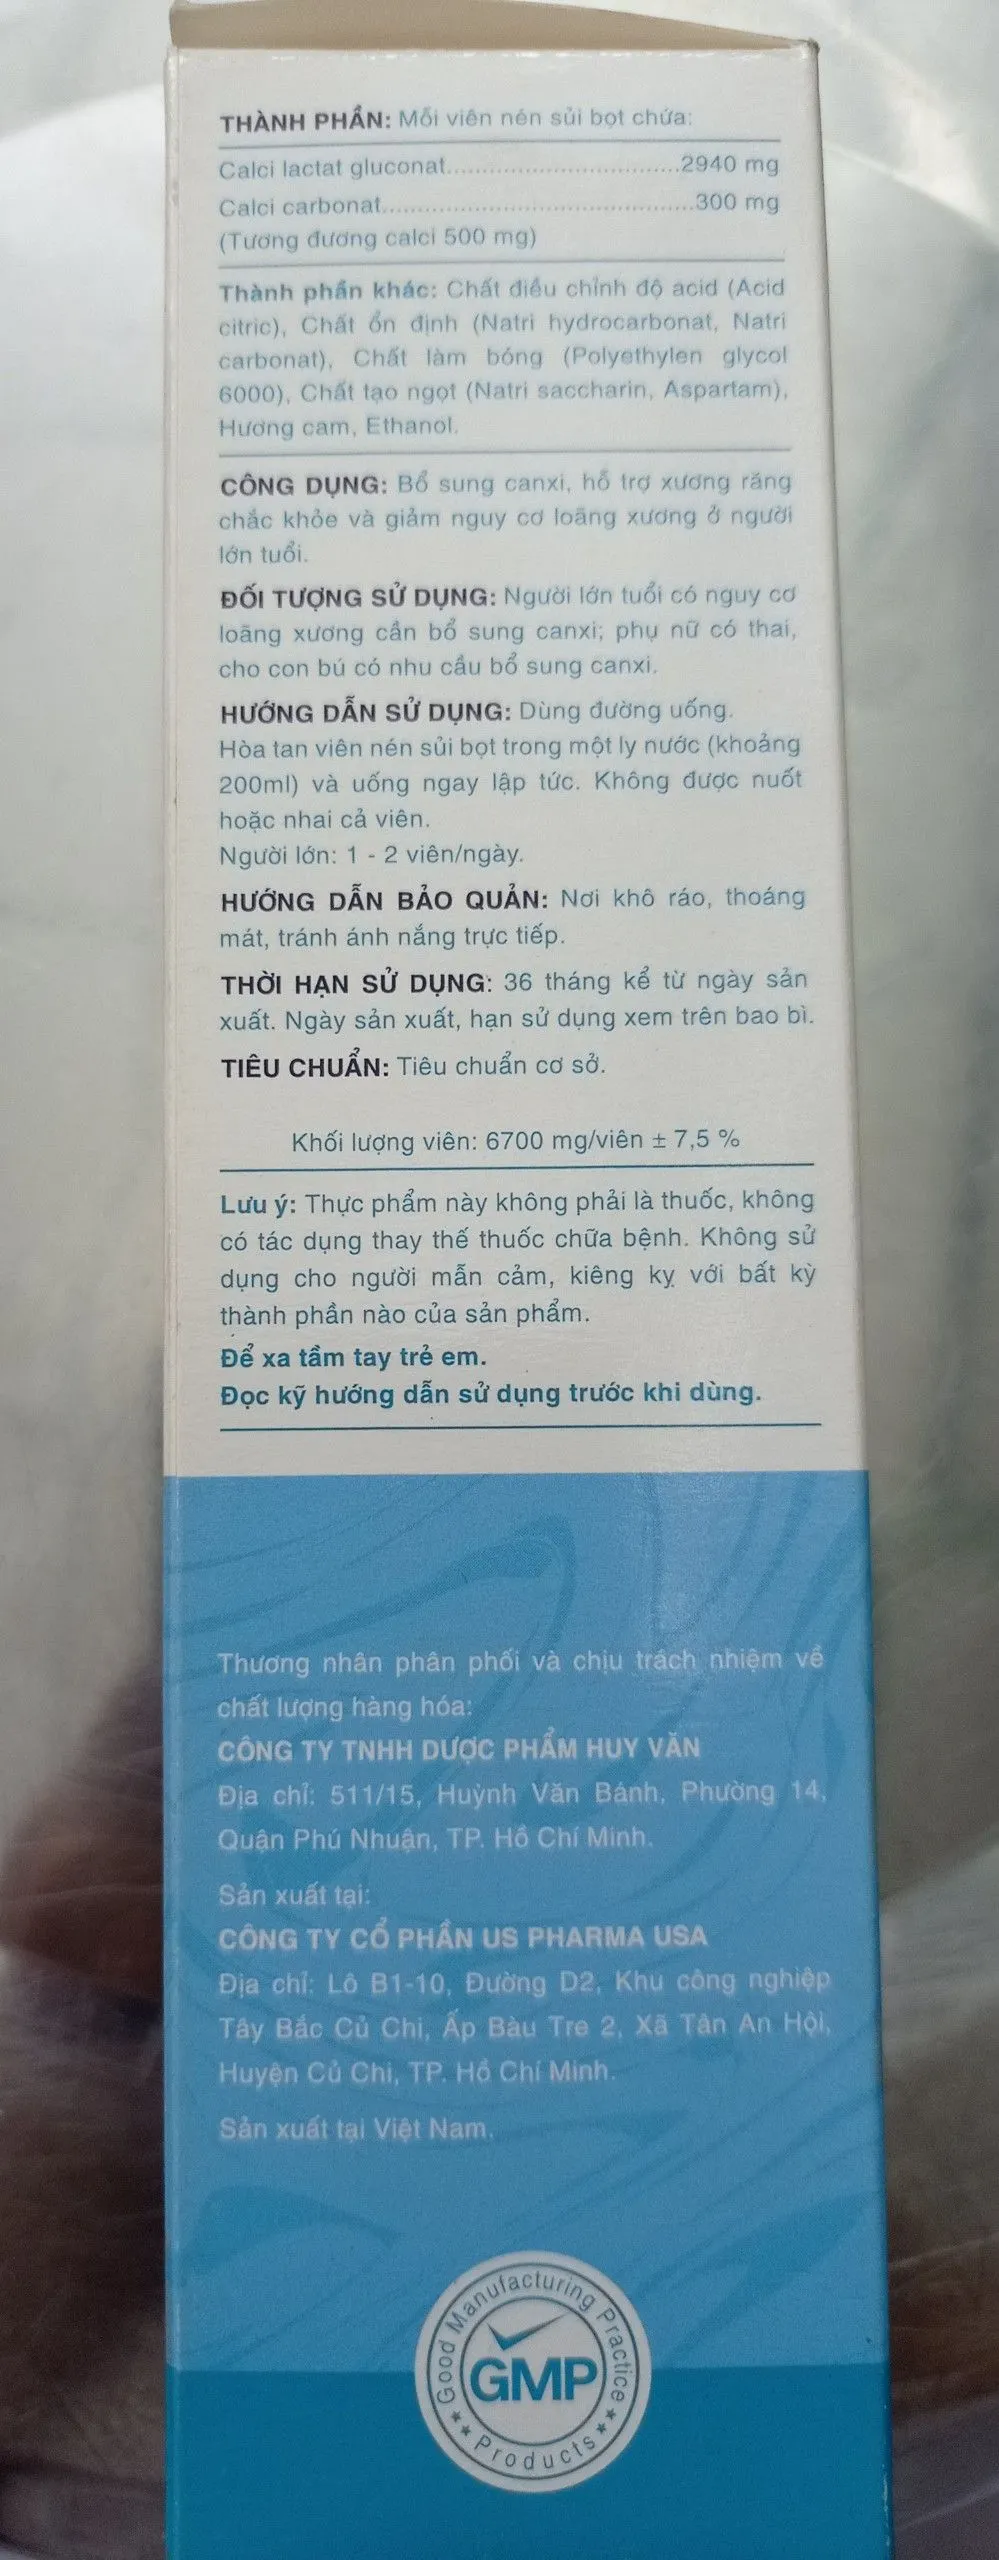 THÀNH PHẦN: Mỗi viên nén sủi bọt chứa:
Calci lactat gluconat..................................2940 mg
Calci carbonat.............................................300 mg
(Tương đương calci 500 mg)
Thành phần khác: Chất điều chỉnh độ acid (Acid
citric), Chất ổn định (Natri hydrocarbonat, Natri
carbonat), Chất làm bóng (Polyethylen glycol
6000), Chất tạo ngọt (Natri saccharin, Aspartam),
Hương cam, Ethanol.
CÔNG DỤNG: Bổ sung canxi, hỗ trợ xương răng
chắc khỏe và giảm nguy cơ loãng xương ở người
lớn tuổi.
ĐỐI TƯỢNG SỬ DỤNG: Người lớn tuổi có nguy cơ
loãng xương cần bổ sung canxi; phụ nữ có thai,
cho con bú có nhu cầu bổ sung canxi.
HƯỚNG DẪN SỬ DỤNG: Dùng đường uống.
Hòa tan viên nén sủi bọt trong một ly nước (khoảng
200ml) và uống ngay lập tức. Không được nuốt
hoặc nhai cả viên.
Người lớn: 1 - 2 viên/ngày.
HƯỚNG DẪN BẢO QUẢN: Nơi khô ráo, thoáng
mát, tránh ánh nắng trực tiếp.
THỜI HẠN SỬ DỤNG: 36 tháng kể từ ngày sản
xuất. Ngày sản xuất, hạn sử dụng xem trên bao bì.
TIÊU CHUẨN: Tiêu chuẩn cơ sở.
Khối lượng viên: 6700 mg/viên ± 7,5 %
Lưu ý: Thực phẩm này không phải là thuốc, không
có tác dụng thay thế thuốc chữa bệnh. Không sử
dụng cho người mẫn cảm, kiêng kỵ với bất kỳ
thành phần nào của sản phẩm.
Để xa tầm tay trẻ em.
Đọc kỹ hướng dẫn sử dụng trước khi dùng.
Thương nhân phân phối và chịu trách nhiệm về
chất lượng hàng hóa:
CÔNG TY TNHH DƯỢC PHẨM HUY VĂN
Địa chỉ: 511/15, Huỳnh Văn Bánh, Phường 14,
Quận Phú Nhuận, TP. Hồ Chí Minh.
Sản xuất tại:
CÔNG TY CỔ PHẦN US PHARMA USA
Địa chỉ: Lô B1-10, Đường D2, Khu công nghiệp
Tây Bắc Củ Chi, Ấp Bàu Tre 2, Xã Tân An Hội,
Huyện Củ Chi, TP. Hồ Chí Minh.
Sản xuất tại Việt Nam.
Good Manufacturing Practice
GMP
Products